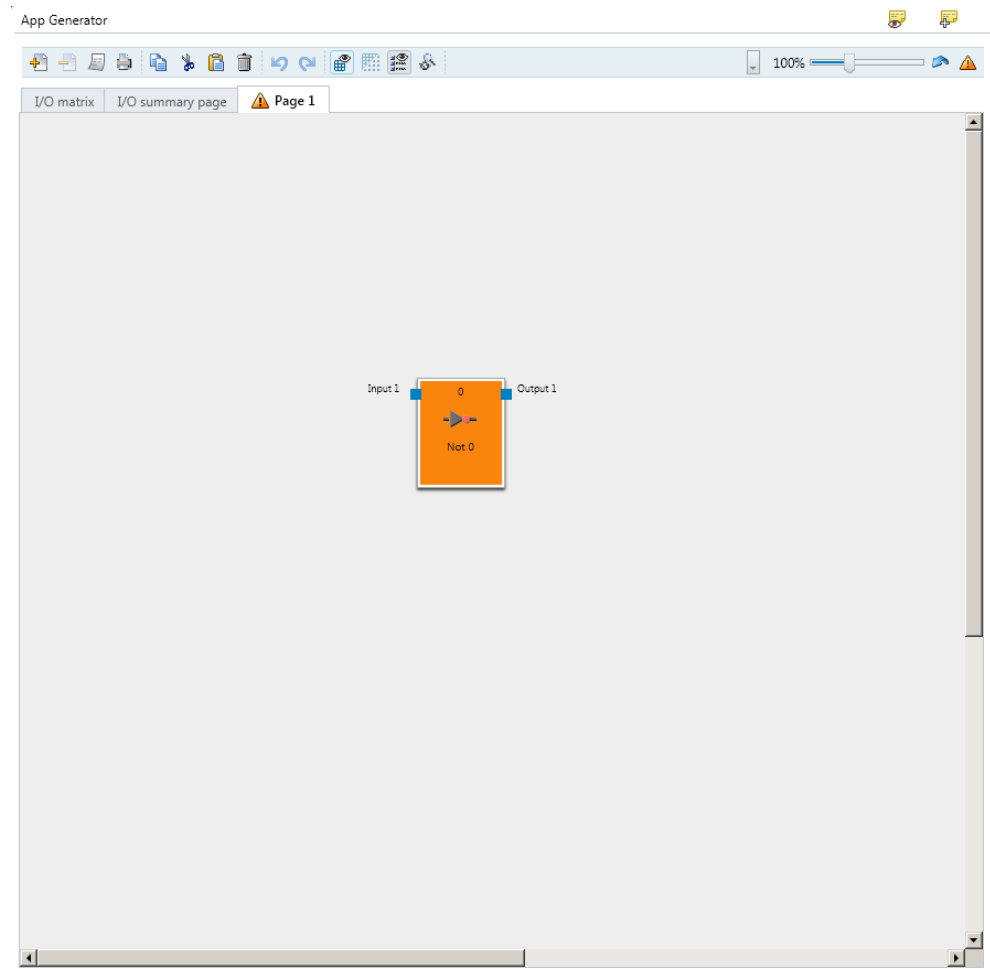 App Generator
100%
I/O matrix I/O summary page Page 1
Input 1 0 Output 1
Not 0